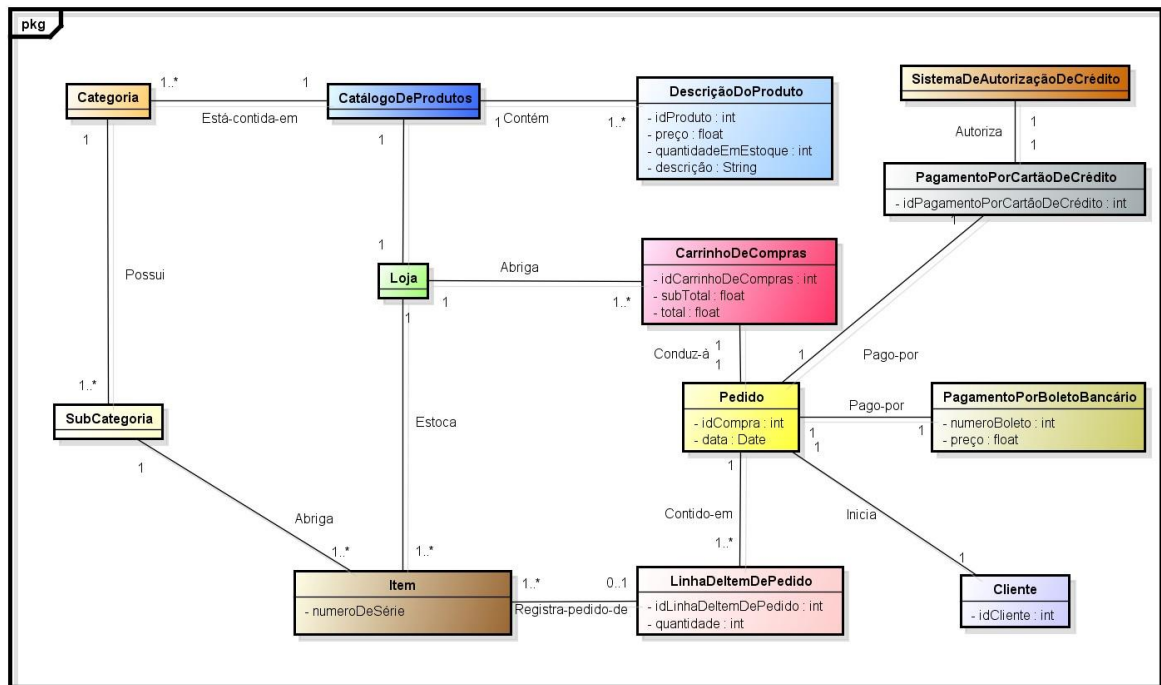 pkg
Categoria
1..*
1
Está-contida-em
CatálogoDeProdutos
1
Contém
1..*
DescriçãoDoProduto
- idProduto : int
- preço : float
- quantidadeEmEstoque : int
- descrição : String
SistemaDeAutorizaçãoDeCrédito
1
Autoriza
1
PagamentoPorCartãoDeCrédito
- idPagamentoPorCartãoDeCrédito : int
1
1
1
1
Possui
Loja
1
Abriga
1..*
CarrinhoDeCompras
- idCarrinhoDeCompras : int
- subTotal : float
- total : float
1
1
Conduz-á
1
1
Pago-por
1..*
SubCategoria
1
Estoca
Pedido
- idCompra : int
- data : Date
Pago-por
1
1
PagamentoPorBoletoBancário
- numeroBoleto : int
- preço : float
1
1
Abriga
1..*
1..*
Contido-em
1..*
Inicia
1
Item
- numeroDeSérie
1..*
0..1
Registra-pedido-de
LinhaDeItemDePedido
- idLinhaDeItemDePedido : int
- quantidade : int
Cliente
- idCliente : int